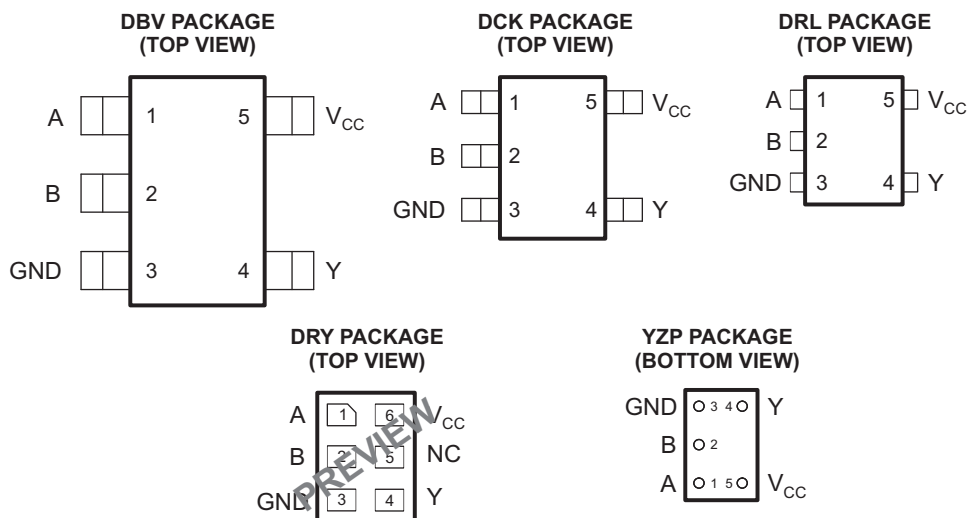 DBV PACKAGE
(TOP VIEW)
A 1 5 VCC
B 2
GND 3 4 Y
DCK PACKAGE
(TOP VIEW)
A 1 5 VCC
B 2
GND 3 4 Y
DRL PACKAGE
(TOP VIEW)
A 1 5 VCC
B 2
GND 3 4 Y
DRY PACKAGE
(TOP VIEW)
A 1 6 VCC
B 2 5 NC
GND 3 4 Y
PREVIEW
YZP PACKAGE
(BOTTOM VIEW)
GND 3 4 Y
B 2
A 1 5 VCC